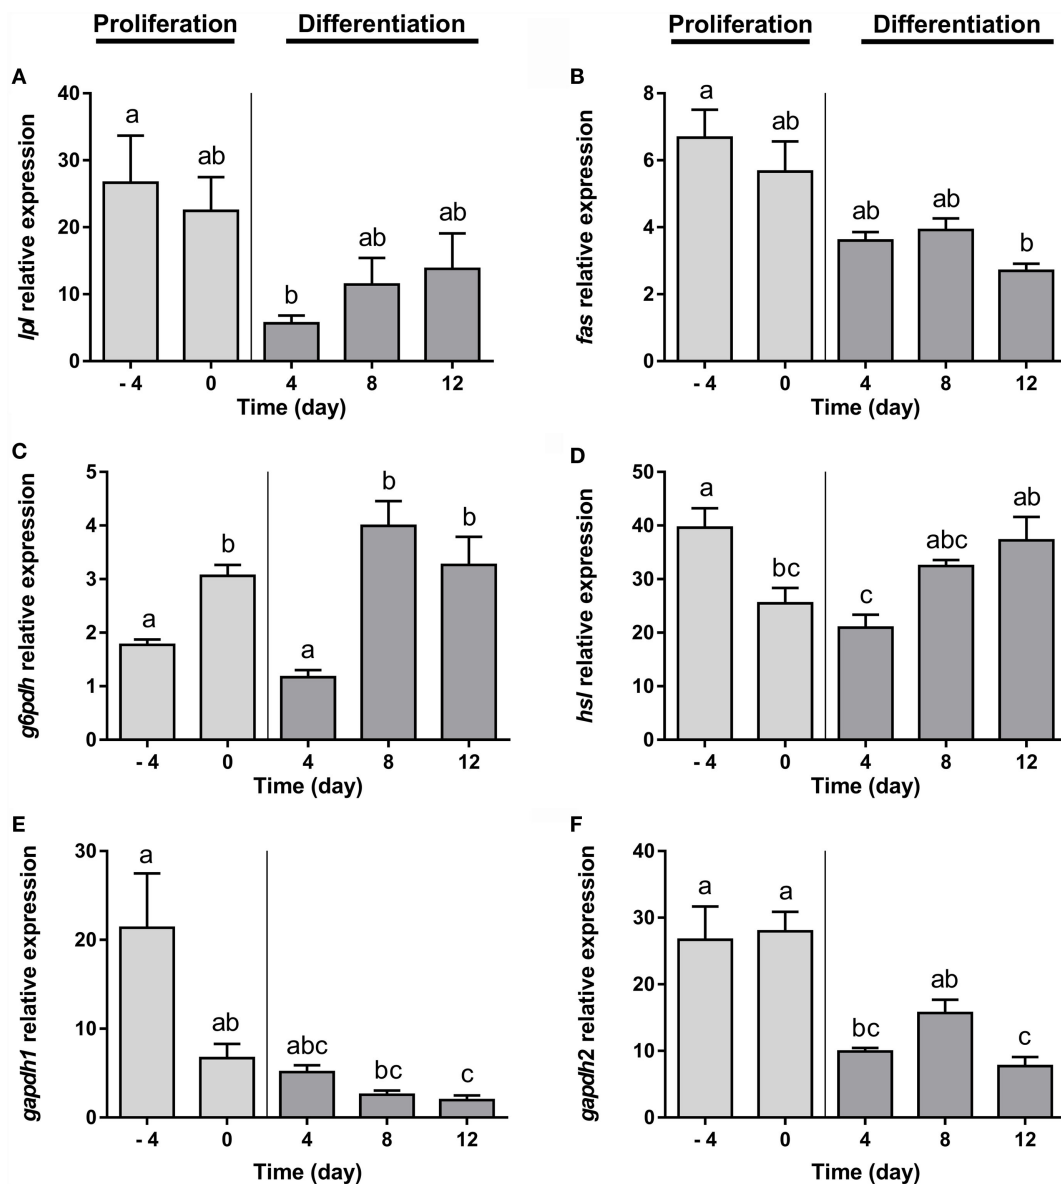 Proliferation Differentiation
Proliferation Differentiation
A
lpl relative expression
40
30
20
10
0
a
ab
b
ab
ab
- 4 0 4 8 12
Time (day)
B
fas relative expression
8
6
4
2
0
a
ab
ab
ab
b
- 4 0 4 8 12
Time (day)
C
g6pdh relative expression
5
4
3
2
1
0
a
b
a
b
b
- 4 0 4 8 12
Time (day)
D
hsl relative expression
50
40
30
20
10
0
a
bc
c
abc
ab
- 4 0 4 8 12
Time (day)
E
gapdh1 relative expression
30
20
10
0
a
ab
abc
bc
c
- 4 0 4 8 12
Time (day)
F
gapdh2 relative expression
40
30
20
10
0
a
a
bc
ab
c
- 4 0 4 8 12
Time (day)